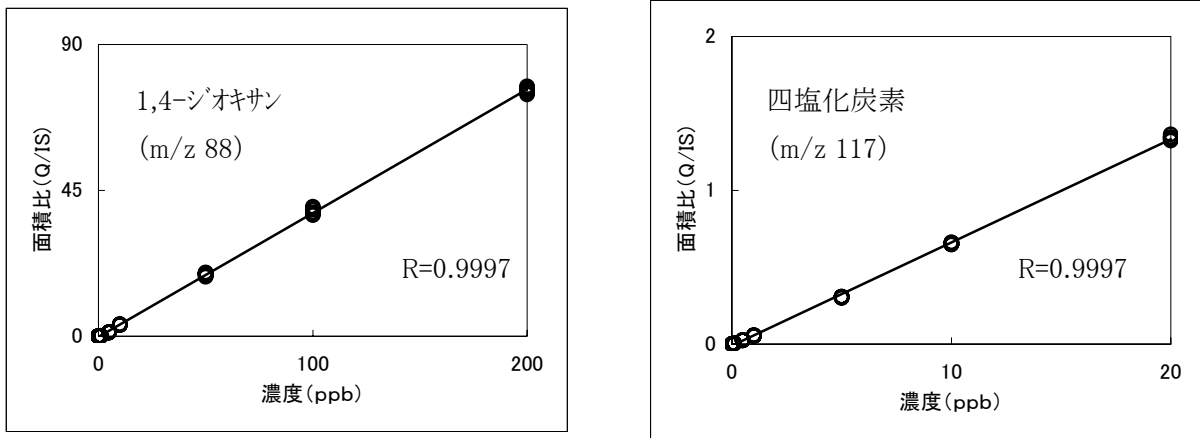 90
45
0
0
100
200
面積比(Q/IS)
濃度(ppb)
1,4-ｼﾞｵｷｻﾝ
(m/z 88)
R=0.9997
2
1
0
0
10
20
面積比(Q/IS)
濃度(ppb)
四塩化炭素
(m/z 117)
R=0.9997